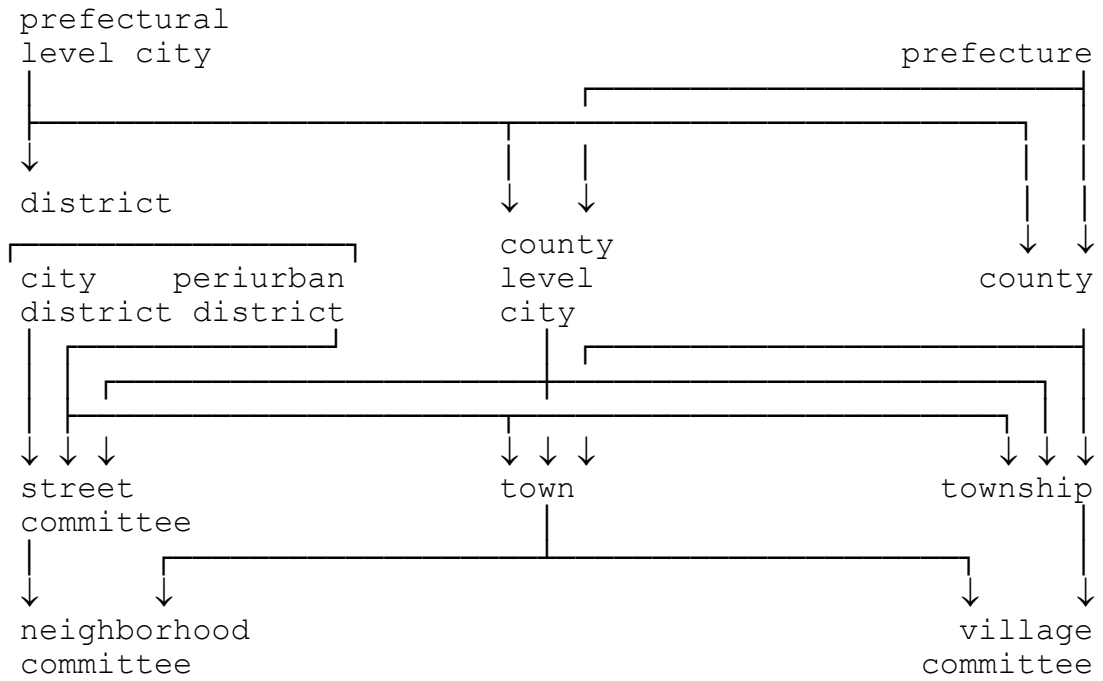 prefectural
level city prefecture
district
county
city periurban level county
district district city
street town township
committee
neighborhood village
committee committee